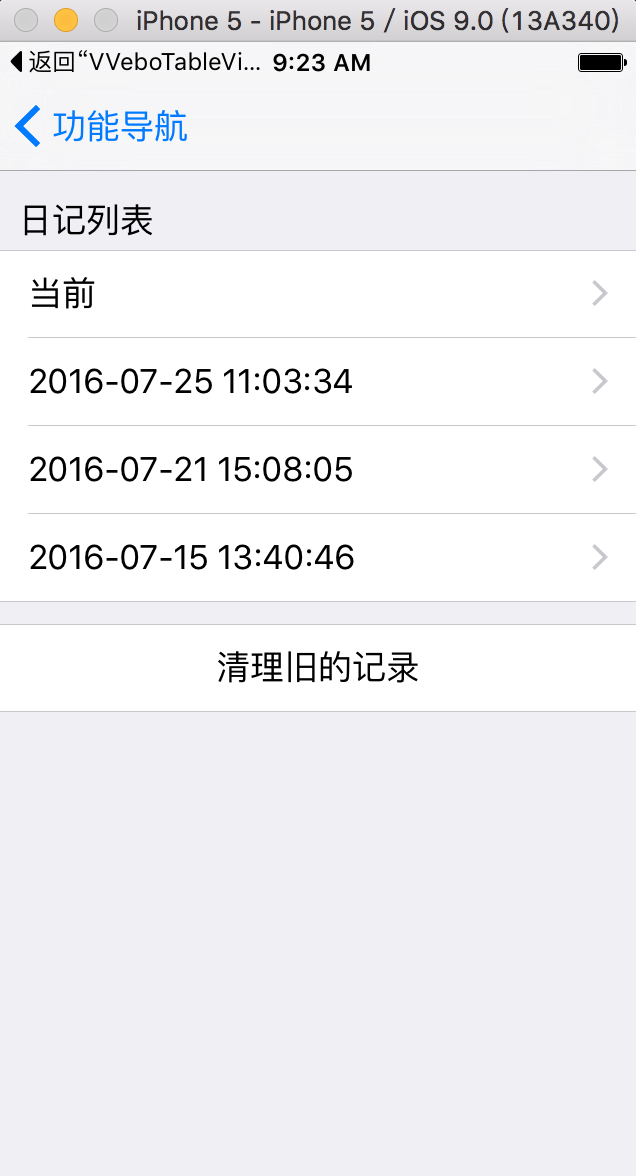 iPhone 5 - iPhone 5 / iOS 9.0 (13A340)
返回“VVeboTableVi... 9:23 AM
功能导航
日记列表
当前
2016-07-25 11:03:34
2016-07-21 15:08:05
2016-07-15 13:40:46
清理旧的记录